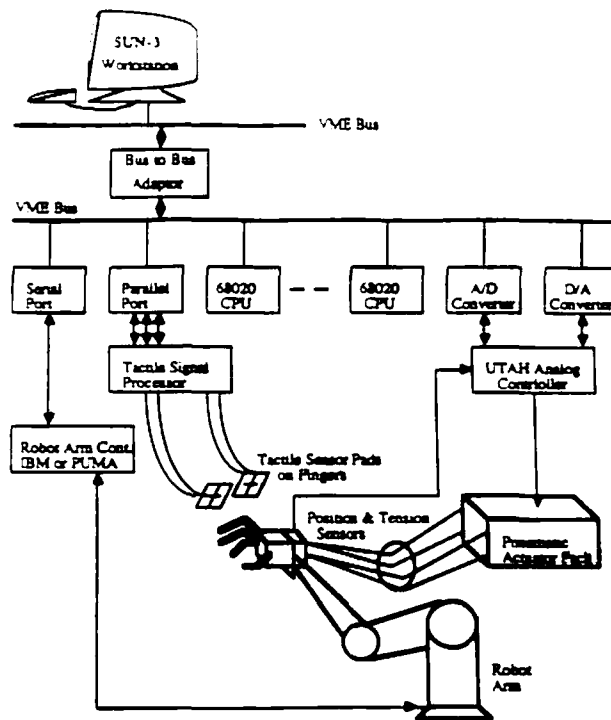 SUN-3
Workstation
VME Bus
Bus to Bus
Adaptor
VME Bus
Serial
Port
Parallel
Port
68020
CPU
68020
CPU
A/D
Converter
D/A
Converter
Tactile Signal
Processor
UTAH Analog
Controller
Robot Arm Cont.
IBM or PUMA
Tactile Sensor Pads
on Fingers
Position & Tension
Sensors
Pneumatic
Actuator Pack
Robot
Arm